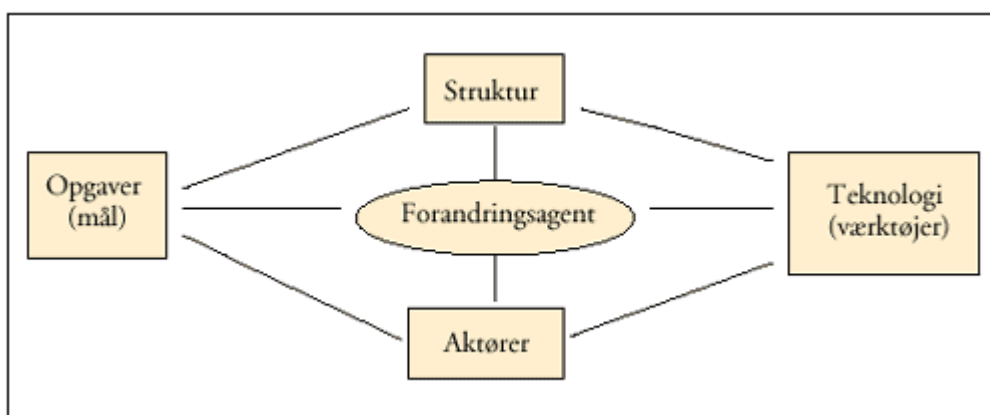 Struktur
Opgaver
(mål)
Forandringsagent
Teknologi
(værktøjer)
Aktører